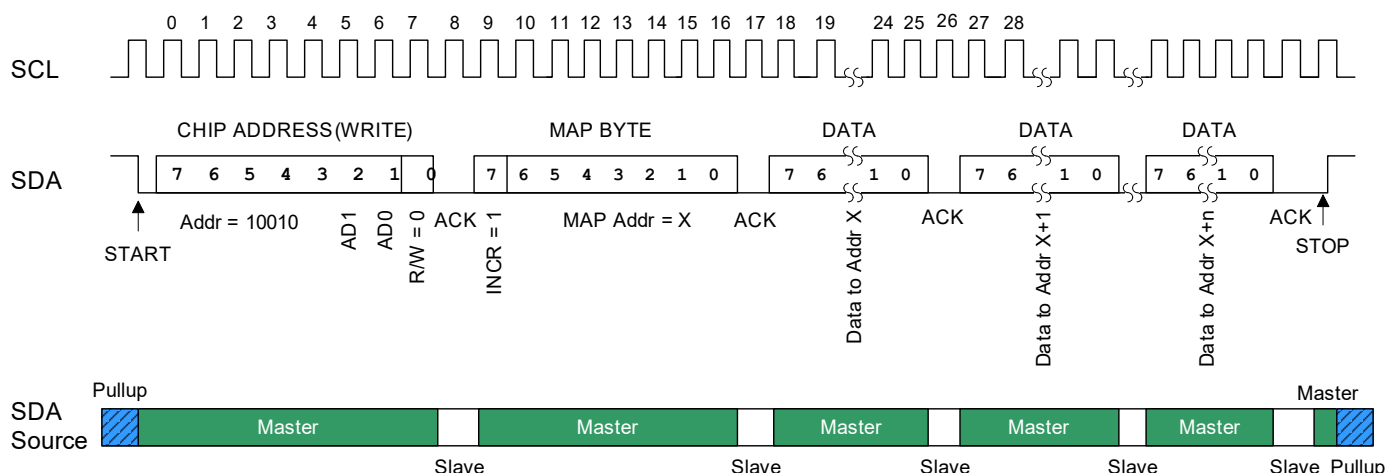 0 1 2 3 4 5 6 7 8 9 10 11 12 13 14 15 16 17 18 19 24 25 26 27 28
SCL
CHIP ADDRESS (WRITE) MAP BYTE DATA DATA DATA
SDA 7 6 5 4 3 2 1 0 7 6 5 4 3 2 1 0 7 6 1 0 7 6 1 0 7 6 1 0
START Addr = 10010 AD1 AD0 R/W = 0 ACK INCR = 1 MAP Addr = X ACK Data to Addr X ACK Data to Addr X+1 Data to Addr X+n ACK STOP
Pullup Master
SDA Source Master Master Master Master Master
Slave Slave Slave Slave Slave Pullup